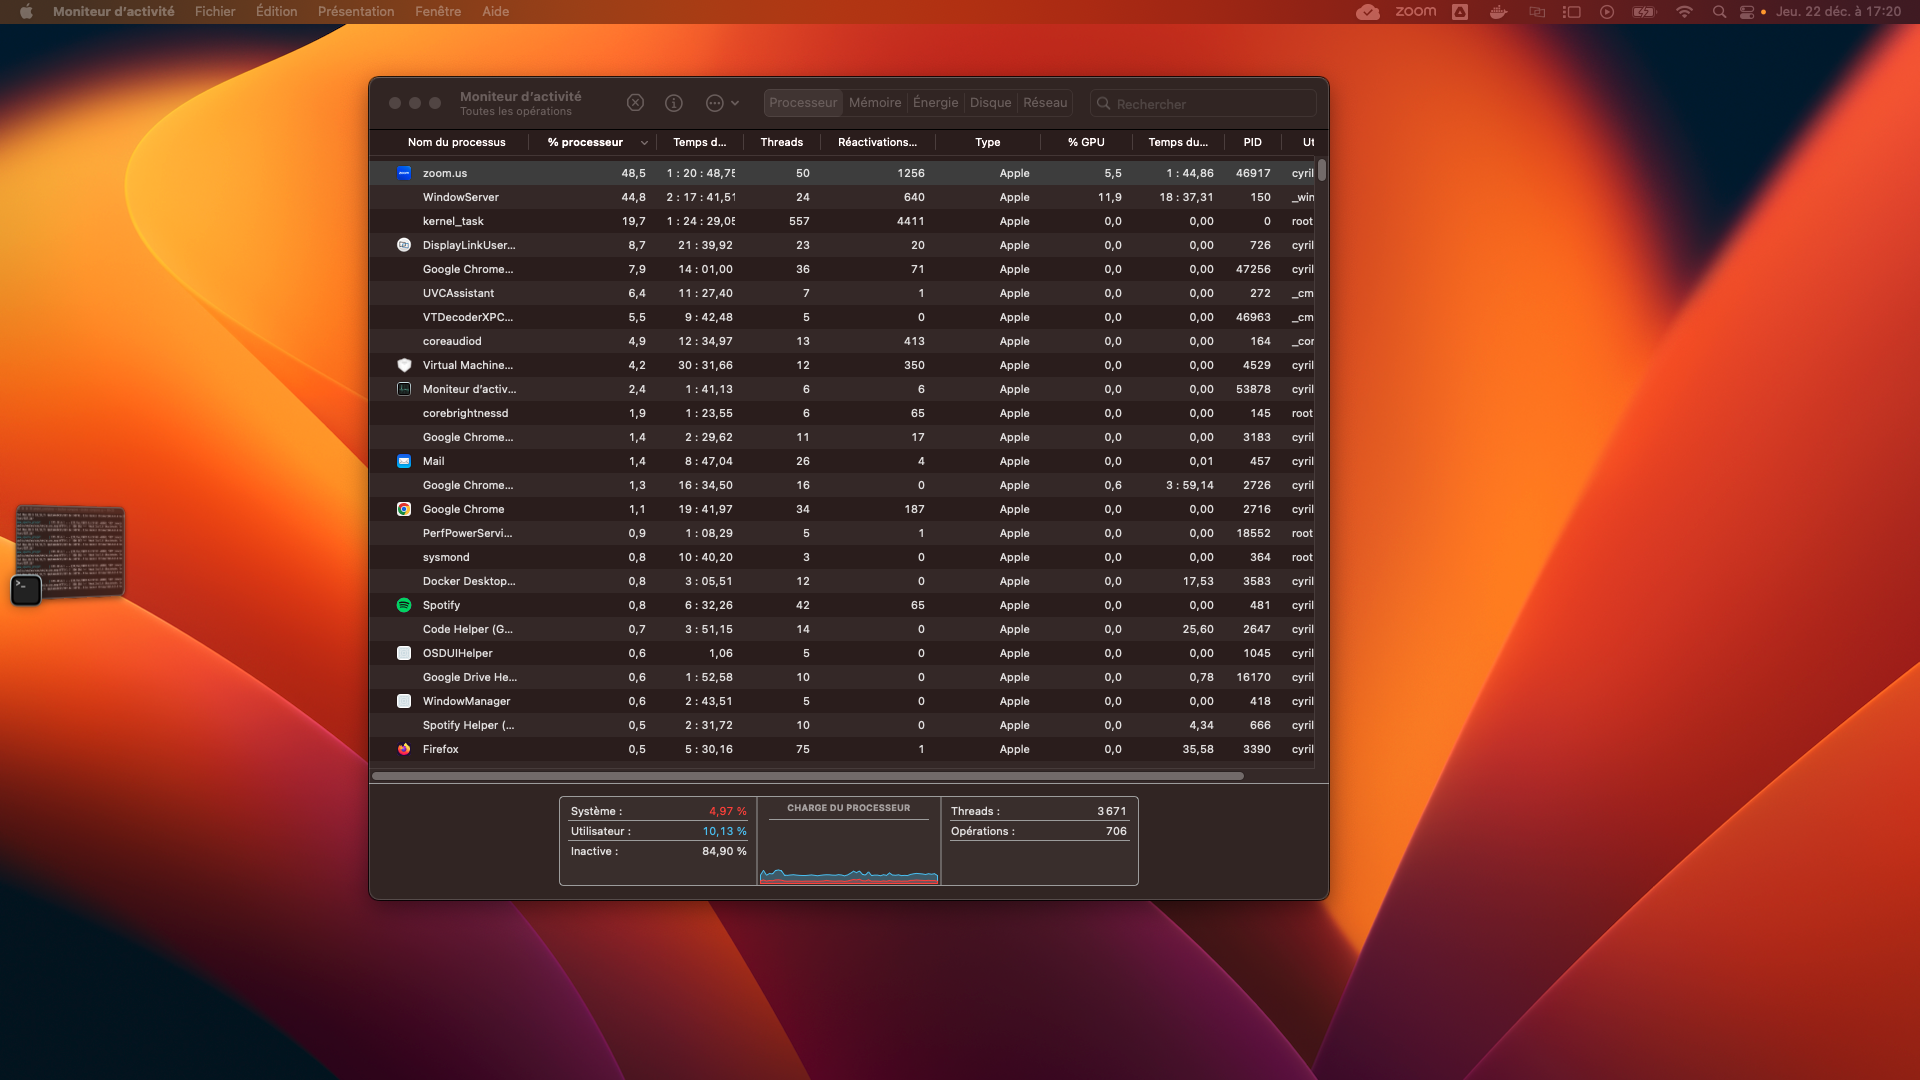 Moniteur d’activité Fichier Édition Présentation Fenêtre Aide zoom Jeu. 22 déc. à 17:20
Moniteur d’activité
Toutes les opérations
Processeur Mémoire Énergie Disque Réseau Rechercher
Nom du processus % processeur Temps d... Threads Réactivations... Type % GPU Temps du... PID Ut
zoom.us 48,5 1 : 20 : 48,75 50 1256 Apple 5,5 1 : 44,86 46917 cyril
WindowServer 44,8 2 : 17 : 41,51 24 640 Apple 11,9 18 : 37,31 150 _win
kernel_task 19,7 1 : 24 : 29,05 557 4411 Apple 0,0 0,00 0 root
DisplayLinkUser... 8,7 21 : 39,92 23 20 Apple 0,0 0,00 726 cyril
Google Chrome... 7,9 14 : 01,00 36 71 Apple 0,0 0,00 47256 cyril
UVCAssistant 6,4 11 : 27,40 7 1 Apple 0,0 0,00 272 _cm
VTDecoderXPC... 5,5 9 : 42,48 5 0 Apple 0,0 0,00 46963 _cm
coreaudiod 4,9 12 : 34,97 13 413 Apple 0,0 0,00 164 _cor
Virtual Machine... 4,2 30 : 31,66 12 350 Apple 0,0 0,00 4529 cyril
Moniteur d’activ... 2,4 1 : 41,13 6 6 Apple 0,0 0,00 53878 cyril
corebrightnessd 1,9 1 : 23,55 6 65 Apple 0,0 0,00 145 root
Google Chrome... 1,4 2 : 29,62 11 17 Apple 0,0 0,00 3183 cyril
Mail 1,4 8 : 47,04 26 4 Apple 0,0 0,01 457 cyril
Google Chrome... 1,3 16 : 34,50 16 0 Apple 0,6 3 : 59,14 2726 cyril
Google Chrome 1,1 19 : 41,97 34 187 Apple 0,0 0,00 2716 cyril
PerfPowerServi... 0,9 1 : 08,29 5 1 Apple 0,0 0,00 18552 root
sysmond 0,8 10 : 40,20 3 0 Apple 0,0 0,00 364 root
Docker Desktop... 0,8 3 : 05,51 12 0 Apple 0,0 17,53 3583 cyril
Spotify 0,8 6 : 32,26 42 65 Apple 0,0 0,00 481 cyril
Code Helper (G... 0,7 3 : 51,15 14 0 Apple 0,0 25,60 2647 cyril
OSDUIHelper 0,6 1,06 5 0 Apple 0,0 0,00 1045 cyril
Google Drive He... 0,6 1 : 52,58 10 0 Apple 0,0 0,78 16170 cyril
WindowManager 0,6 2 : 43,51 5 0 Apple 0,0 0,00 418 cyril
Spotify Helper (... 0,5 2 : 31,72 10 0 Apple 0,0 4,34 666 cyril
Firefox 0,5 5 : 30,16 75 1 Apple 0,0 35,58 3390 cyril
Système : 4,97 % CHARGE DU PROCESSEUR Threads : 3 671
Utilisateur : 10,13 % Opérations : 706
Inactive : 84,90 %